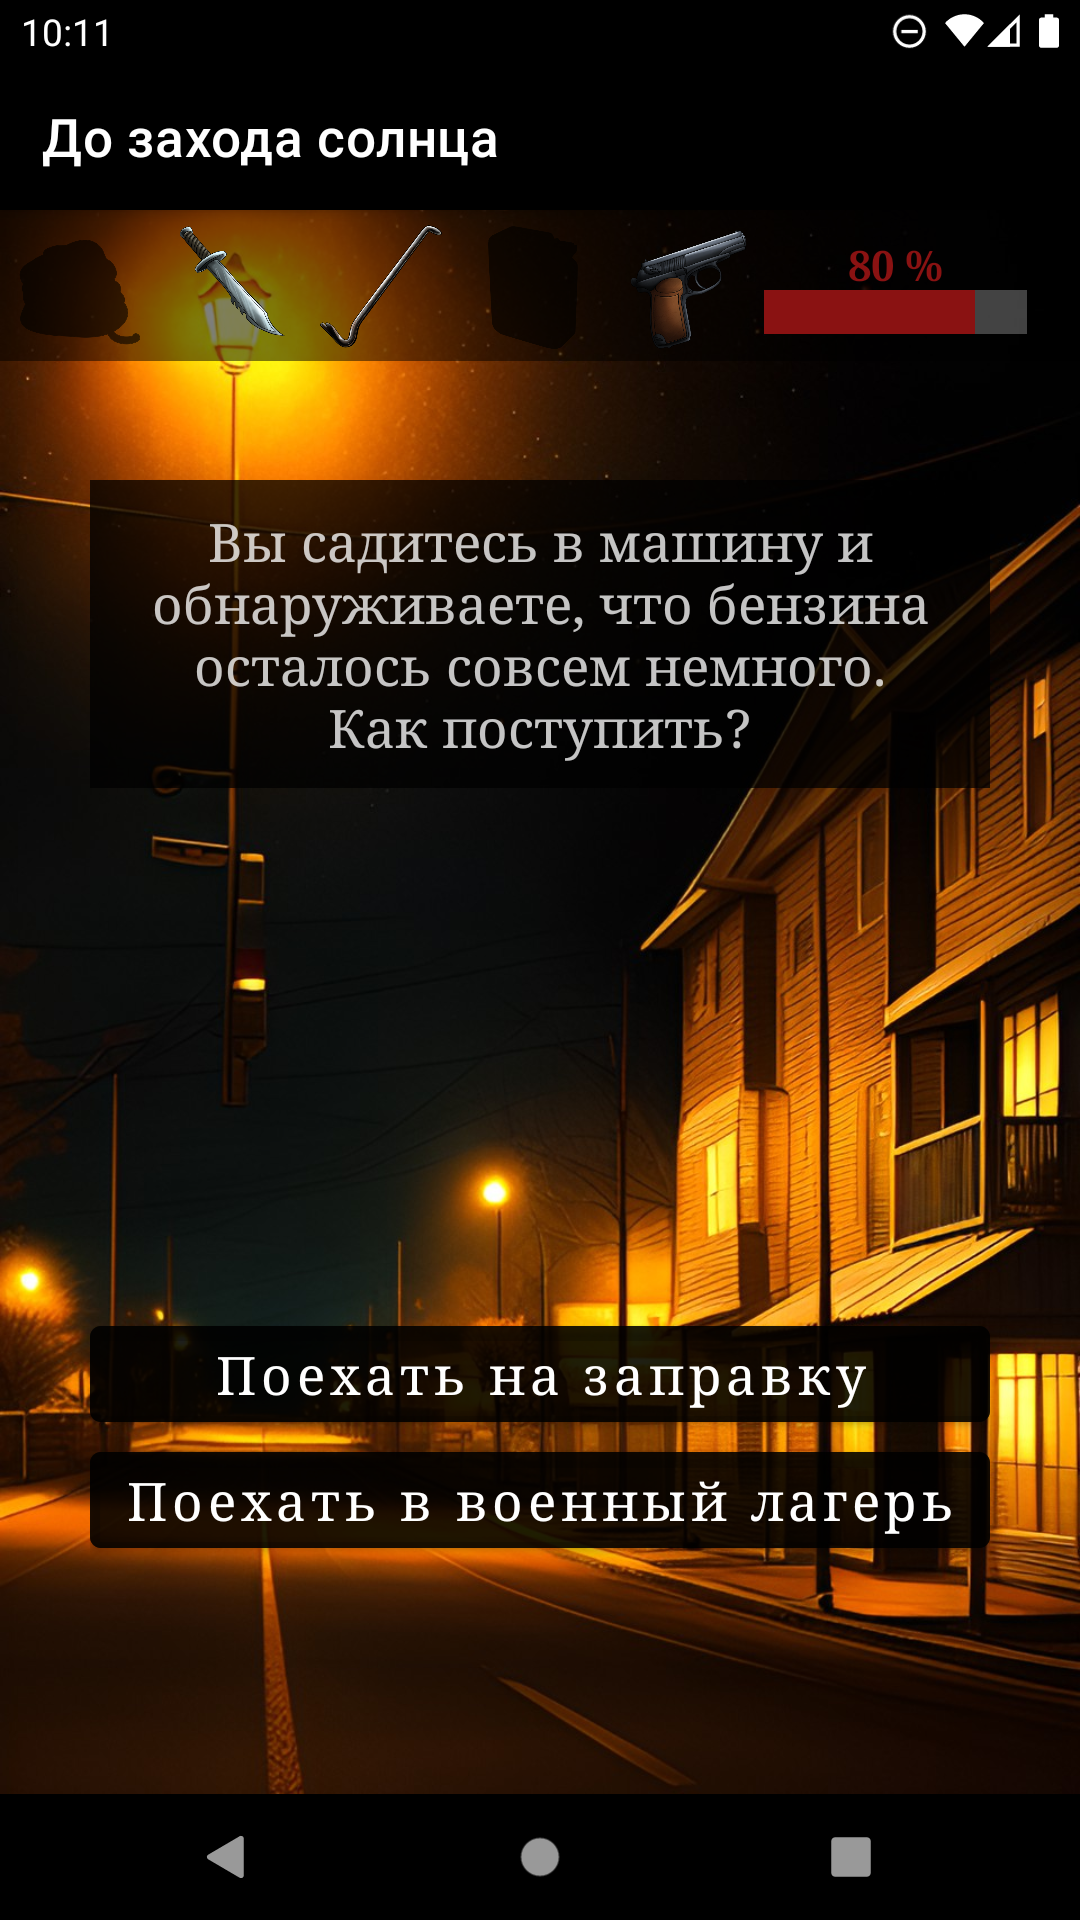 10:11
До захода солнца
80 %
Вы садитесь в машину и
обнаруживаете, что бензина
осталось совсем немного.
Как поступить?
Поехать на заправку
Поехать в военный лагерь